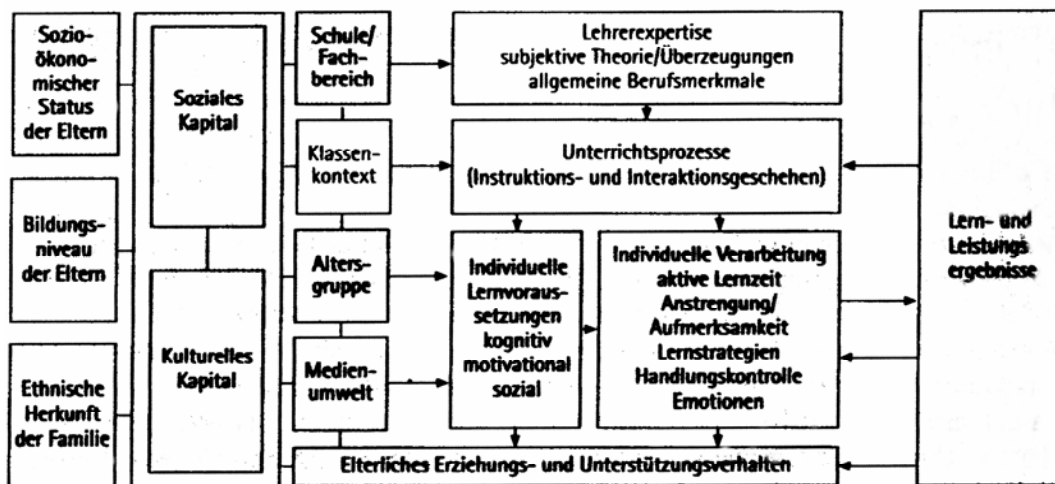 Sozio-
ökono-
mischer
Status
der Eltern
Bildungs-
niveau
der Eltern
Ethnische
Herkunft
der Familie
Soziales
Kapital
Kulturelles
Kapital
Schule/
Fach-
bereich
Klassen-
kontext
Alters-
gruppe
Medien-
umwelt
Lehrerexpertise
subjektive Theorie/Überzeugungen
allgemeine Berufsmerkmale
Unterrichtsprozesse
(Instruktions- und Interaktionsgeschehen)
Individuelle
Lernvoraus-
setzungen
kognitiv
motivational
sozial
Individuelle Verarbeitung
aktive Lernzeit
Anstrengung/
Aufmerksamkeit
Lernstrategien
Handlungskontrolle
Emotionen
Elterliches Erziehungs- und Unterstützungsverhalten
Lern- und
Leistungs
ergebnisse